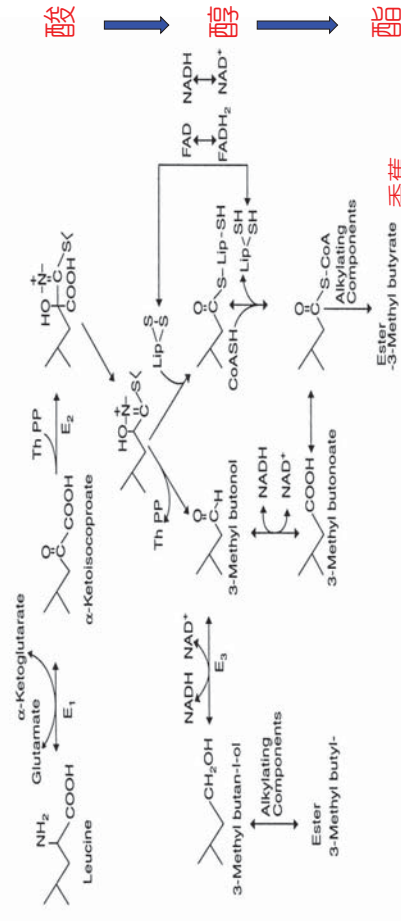 酸
醇
酯
α-Ketoglutarate
Glutamate
E1
NH2
COOH
Leucine
O
COOH
α-Ketoisocoproate
Th PP
E2
HO
+N
COOH
S
HO
+N
C
S
Th PP
Lip<S
S
FAD
FADH2
NADH
NAD+
NADH NAD+
E3
CH2OH
3-Methyl butan-l-ol
O
C-H
3-Methyl butonol
O
C
S-Lip-SH
CoASH
Lip<SH
SH
NADH
NAD+
Alkylating
Components
Ester
3-Methyl butyl-
COOH
3-Methyl butonoate
O
C
S-CoA
Alkylating
Components
Ester
-3-Methyl butyrate